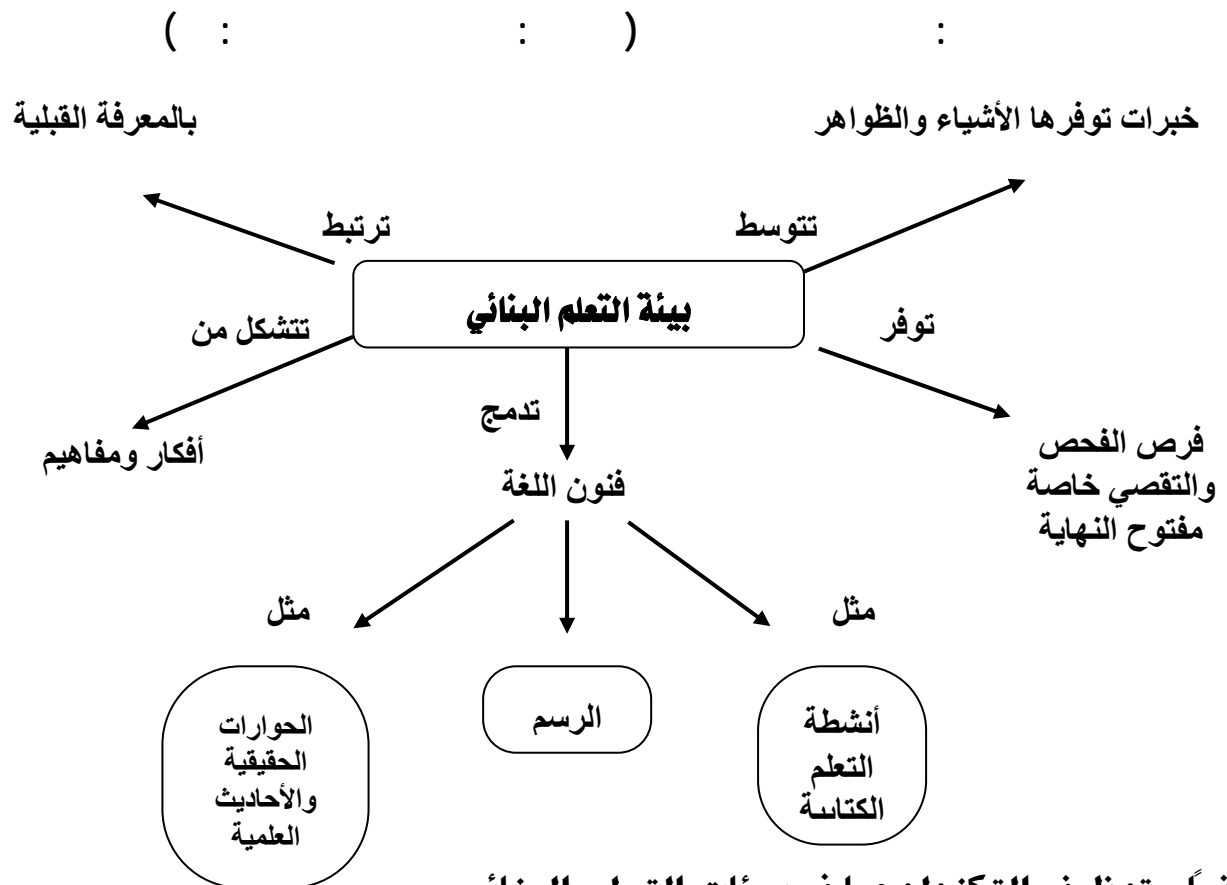 : ( : : )
خبرات توفرها الأشياء والظواهر
بالمعرفة القبلية
تتوسط
ترتبط
بيئة التعلم البنائي
توفر
تتشكل من
تدمج
فرص الفحص
والتقصي خاصة
مفتوح النهاية
أفكار ومفاهيم
فنون اللغة
مثل
مثل
أنشطة
التعلم
الكتابية
الرسم
الحوارات
الحقيقية
والأحاديث
العلمية